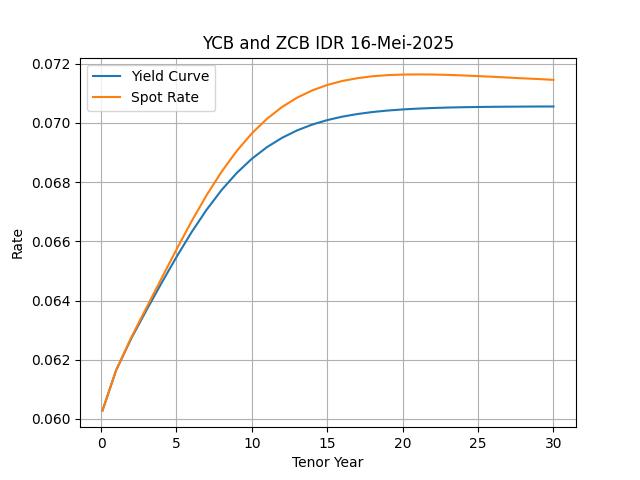 YCB and ZCB IDR 16-Mei-2025
0.072
Yield Curve
Spot Rate
0.070
0.068
0.066
0.064
0.062
0.060
Rate
0 5 10 15 20 25 30
Tenor Year